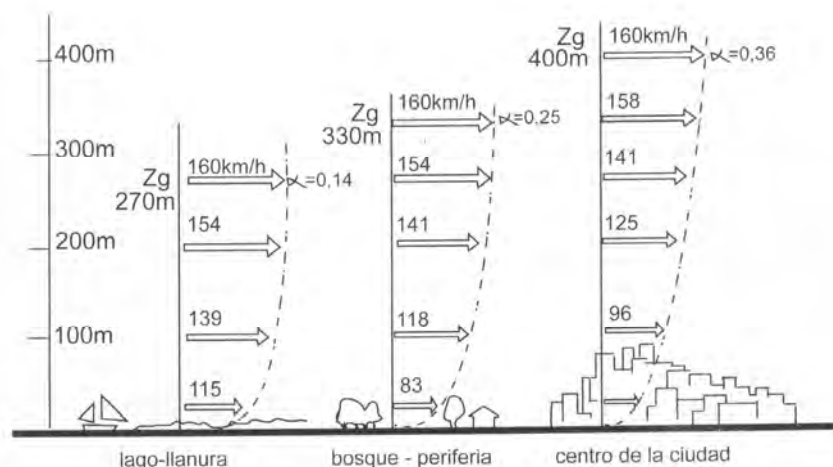 400m
300m
200m
100m
Zg
270m
160km/h
α=0,14
154
139
115
lago-llanura
Zg
330m
160km/h
α=0,25
154
141
118
83
bosque - periferia
Zg
400m
160km/h
α=0,36
158
141
125
96
centro de la ciudad